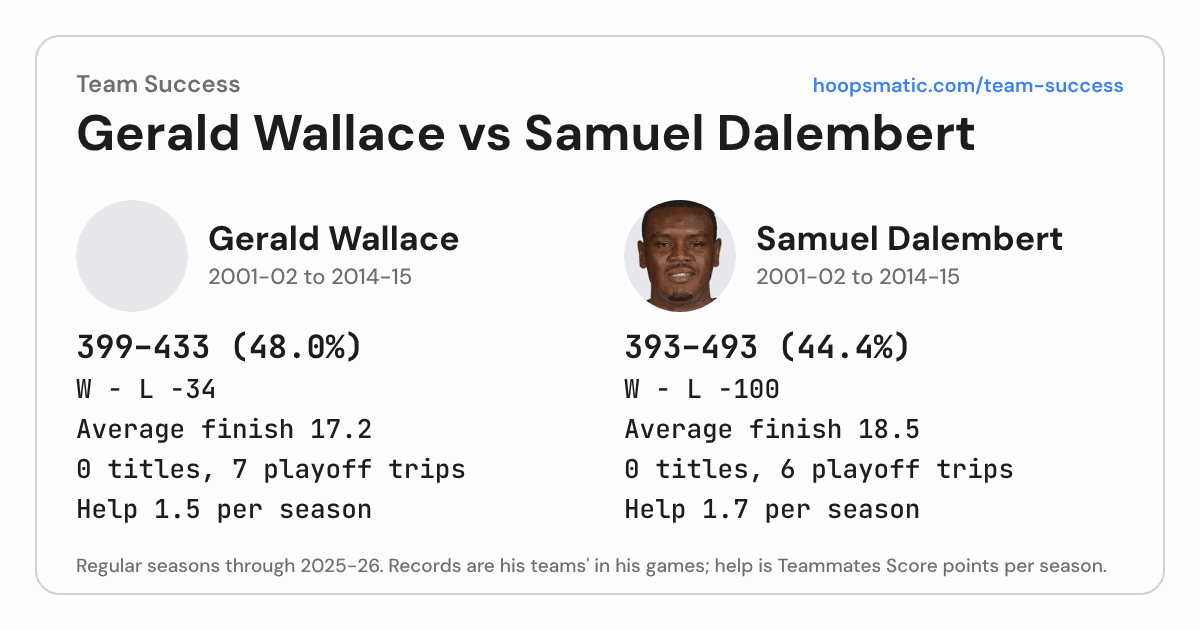 Team Success
hoopsmatic.com/team-success
Gerald Wallace vs Samuel Dalembert
Gerald Wallace
2001-02 to 2014-15
399-433 (48.0%)
W - L -34
Average finish 17.2
0 titles, 7 playoff trips
Help 1.5 per season
Samuel Dalembert
2001-02 to 2014-15
393-493 (44.4%)
W - L -100
Average finish 18.5
0 titles, 6 playoff trips
Help 1.7 per season
Regular seasons through 2025-26. Records are his teams' in his games; help is Teammates Score points per season.